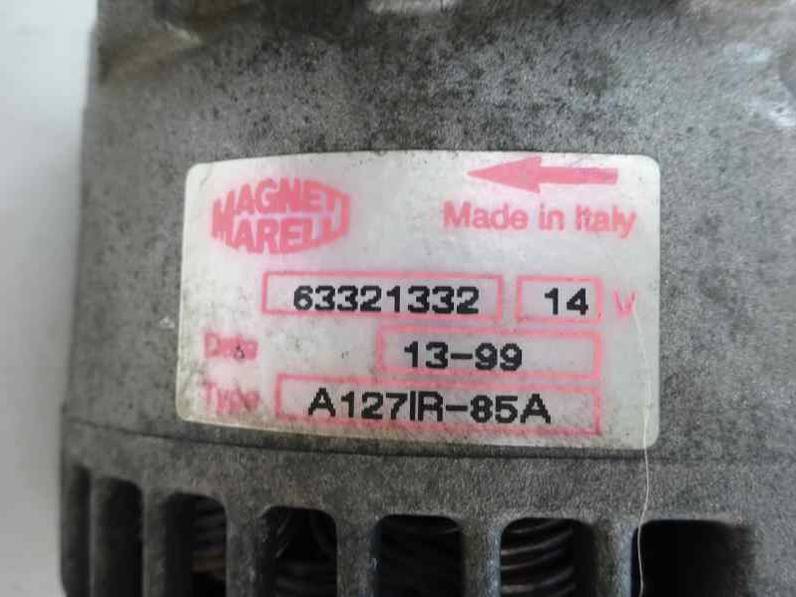 MAGNETI
MARELLI
Made in Italy
63321332 14 V
Date 13-99
Type A127IR-85A